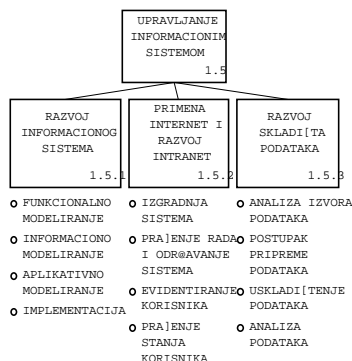 UPRAVLJANJE
INFORMACIONIM
SISTEMOM
1.5
RAZVOJ
INFORMACIONOG
SISTEMA
1.5.1
PRIMENA
INTERNET I
RAZVOJ
INTRANET
1.5.2
RAZVOJ
SKLADI[TA
PODATAKA
1.5.3
FUNKCIONALNO
MODELIRANJE
INFORMACIONO
MODELIRANJE
APLIKATIVNO
MODELIRANJE
IMPLEMENTACIJA
IZGRADNJA
SISTEMA
PRA]ENJE RADA
I ODR@AVANJE
SISTEMA
EVIDENTIRANJE
KORISNIKA
PRA]ENJE
STANJA
KORISNIKA
ANALIZA IZVORA
PODATAKA
POSTUPAK
PRIPREME
PODATAKA
USKLADI[TENJE
PODATAKA
ANALIZA
PODATAKA